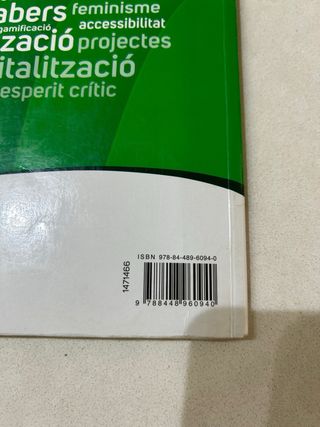 abers feminisme
gamificació accessibilitat
zació projectes
italització
esperit crític
ISBN 978-84-489-6094-0
1471466
9 788448 960940